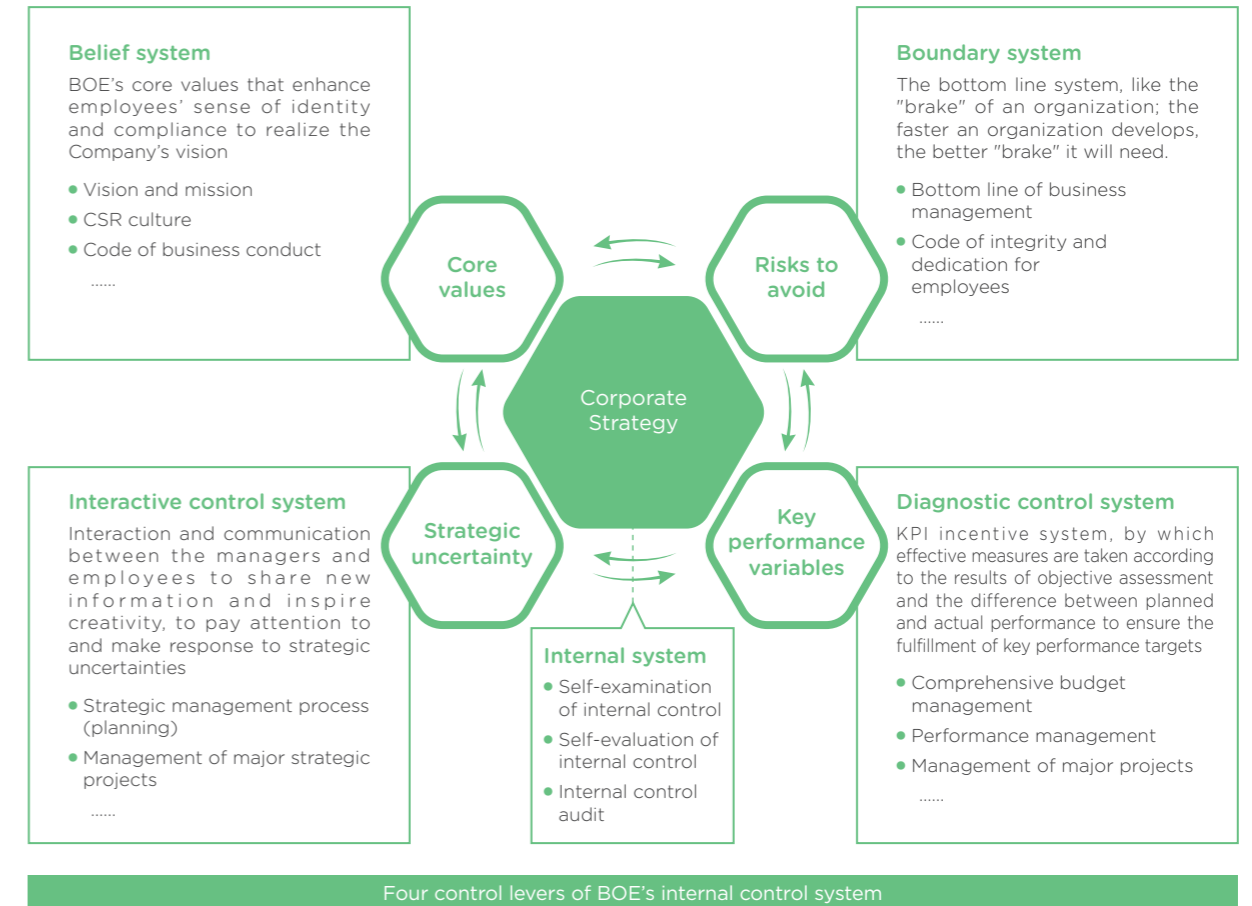 Belief system
BOE's core values that enhance
employees' sense of identity
and compliance to realize the
Company's vision
• Vision and mission
• CSR culture
• Code of business conduct
......
Boundary system
The bottom line system, like the
"brake" of an organization; the
faster an organization develops,
the better "brake" it will need.
• Bottom line of business
management
• Code of integrity and
dedication for
employees
......
Core
values
Risks to
avoid
Corporate
Strategy
Strategic
uncertainty
Key
performance
variables
Interactive control system
Interaction and communication
between the managers and
employees to share new
information and inspire
creativity, to pay attention to
and make response to strategic
uncertainties
• Strategic management process
(planning)
• Management of major strategic
projects
......
Internal system
• Self-examination
of internal control
• Self-evaluation of
internal control
• Internal control
audit
Diagnostic control system
KPI incentive system, by which
effective measures are taken according
to the results of objective assessment
and the difference between planned
and actual performance to ensure the
fulfillment of key performance targets
• Comprehensive budget
management
• Performance management
• Management of major projects
......
Four control levers of BOE's internal control system